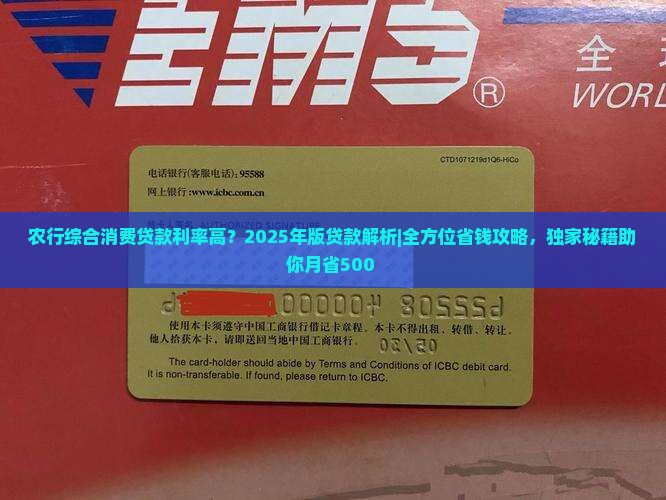 EMS®
全
WORL
CTD1071219d1Q6-HiCo
电话银行(客服电话):95588
网上银行:www.icbc.com.cn
AUTHORIZED SIGNATURE
农行综合消费贷款利率高？2025年版贷款解析|全方位省钱攻略，独家秘籍助
你月省500
使用本卡须遵守中国工商银行借记卡章程。本卡不得出租、转借、转让。
他人拾获本卡，请即送回当地中国工商银行。
The card-holder should abide by Terms and Conditions of ICBC debit card.
It is non-transferable. If found, please return to ICBC.